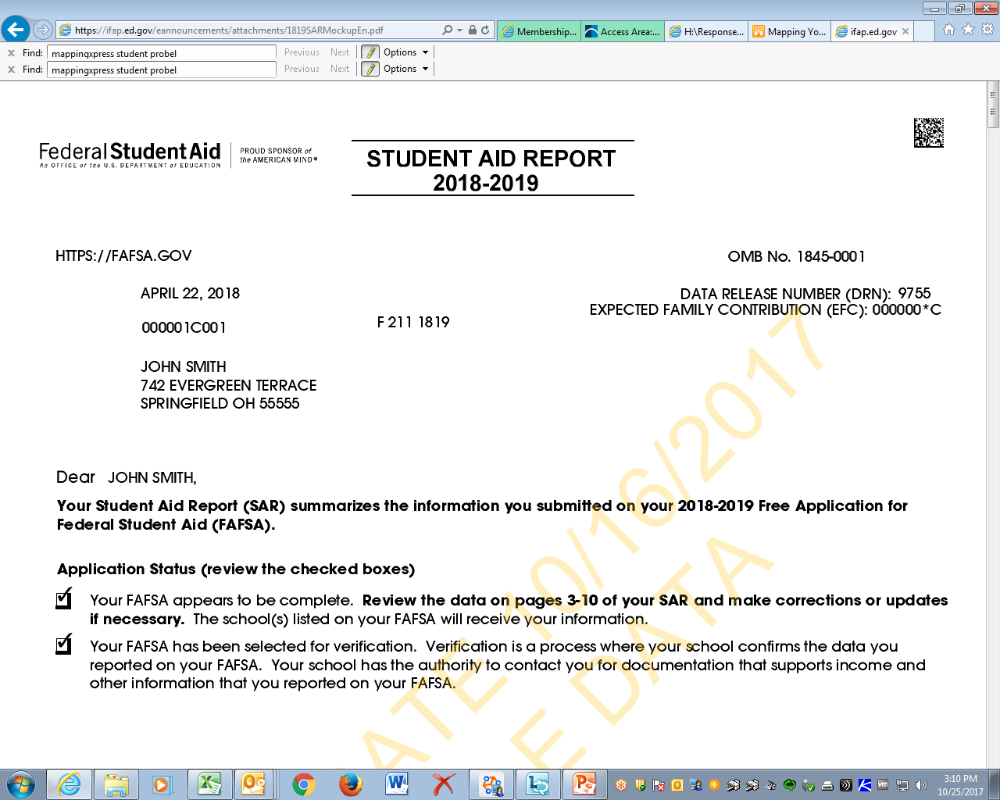 https://ifap.ed.gov/eannouncements/attachments/1819SARMockupEn.pdf
Membership...
Access Area:...
H:\Response...
Mapping Yo...
ifap.ed.gov
x Find: mappingxpress student probel Previous Next Options
x Find: mappingxpress student probel Previous Next Options
Federal Student Aid
An OFFICE of the U.S. DEPARTMENT of EDUCATION
PROUD SPONSOR of
the AMERICAN MIND®
STUDENT AID REPORT
2018-2019
HTTPS://FAFSA.GOV
OMB No. 1845-0001
APRIL 22, 2018
DATA RELEASE NUMBER (DRN): 9755
EXPECTED FAMILY CONTRIBUTION (EFC): 000000*C
000001C001
F 211 1819
JOHN SMITH
742 EVERGREEN TERRACE
SPRINGFIELD OH 55555
Dear JOHN SMITH,
Your Student Aid Report (SAR) summarizes the information you submitted on your 2018-2019 Free Application for
Federal Student Aid (FAFSA).
Application Status (review the checked boxes)
Your FAFSA appears to be complete. Review the data on pages 3-10 of your SAR and make corrections or updates
if necessary. The school(s) listed on your FAFSA will receive your information.
Your FAFSA has been selected for verification. Verification is a process where your school confirms the data you
reported on your FAFSA. Your school has the authority to contact you for documentation that supports income and
other information that you reported on your FAFSA.
ATE 10/16/2017
E DATA
3:10 PM
10/25/2017